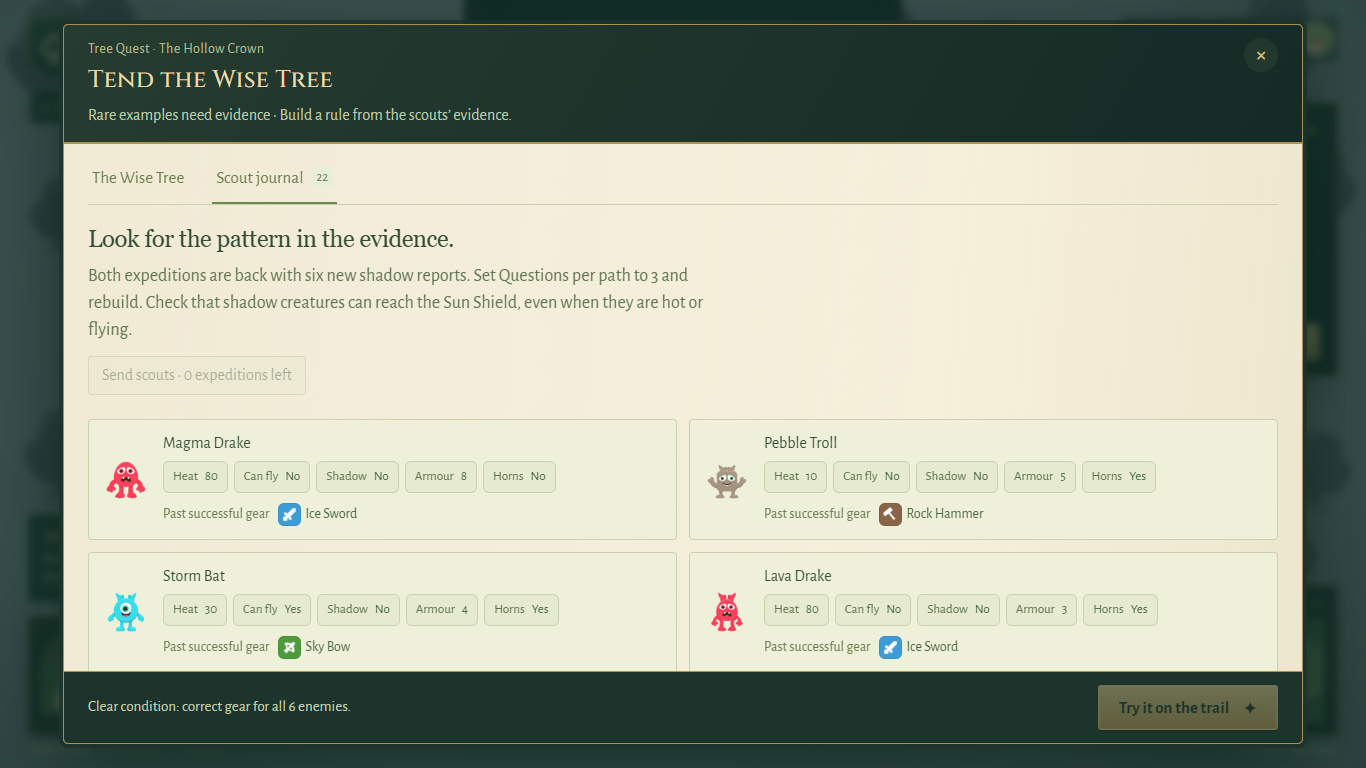 Tree Quest · The Hollow Crown
Tend the Wise Tree
Rare examples need evidence · Build a rule from the scouts’ evidence.
The Wise Tree
Scout journal 22
Look for the pattern in the evidence.
Both expeditions are back with six new shadow reports. Set Questions per path to 3 and
rebuild. Check that shadow creatures can reach the Sun Shield, even when they are hot or
flying.
Send scouts · 0 expeditions left
Magma Drake
Heat 80 Can fly No Shadow No Armour 8 Horns No
Past successful gear Ice Sword
Pebble Troll
Heat 10 Can fly No Shadow No Armour 5 Horns Yes
Past successful gear Rock Hammer
Storm Bat
Heat 30 Can fly Yes Shadow No Armour 4 Horns Yes
Past successful gear Sky Bow
Lava Drake
Heat 80 Can fly No Shadow No Armour 3 Horns Yes
Past successful gear Ice Sword
Clear condition: correct gear for all 6 enemies.
Try it on the trail